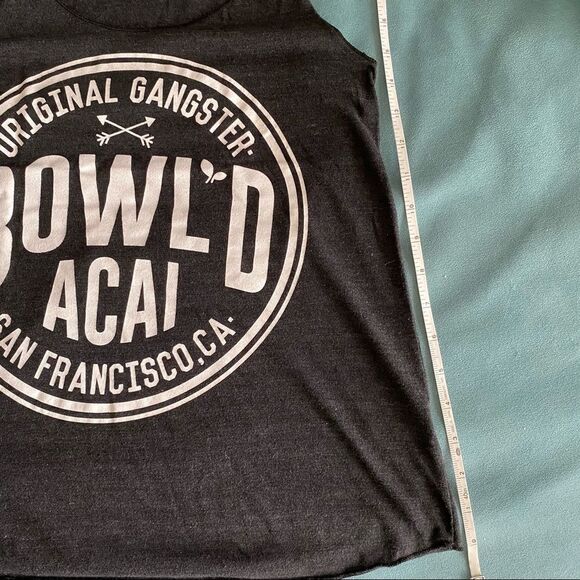 ORIGINAL GANGSTER
BOWL'D
ACAI
SAN FRANCISCO, CA.